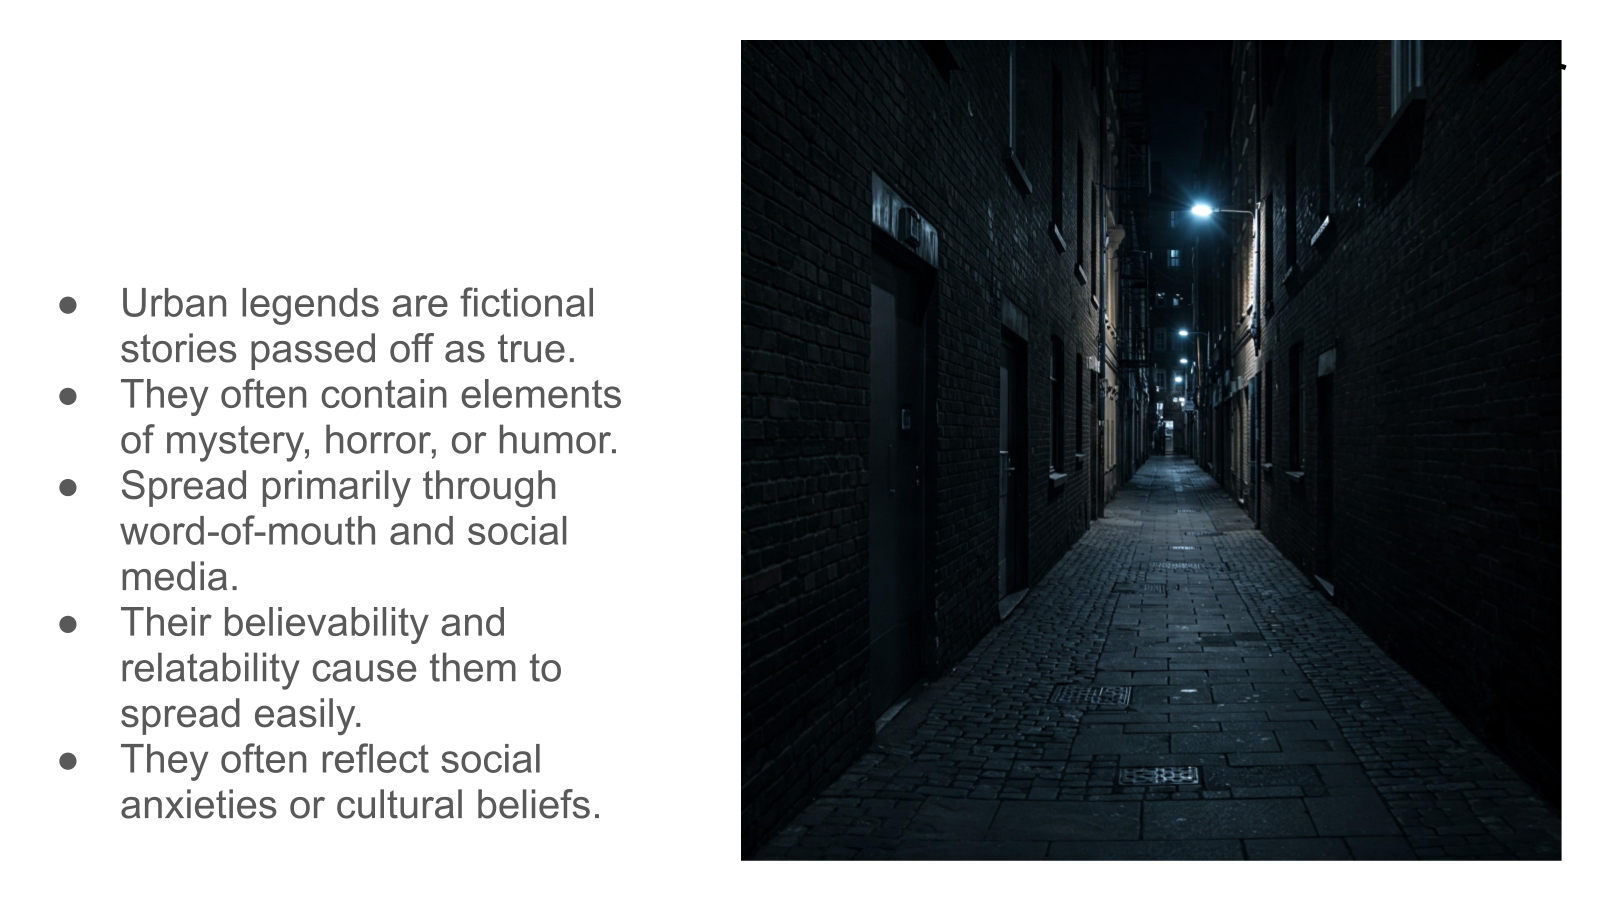 ● Urban legends are fictional
stories passed off as true.
● They often contain elements
of mystery, horror, or humor.
● Spread primarily through
word-of-mouth and social
media.
● Their believability and
relatability cause them to
spread easily.
● They often reflect social
anxieties or cultural beliefs.